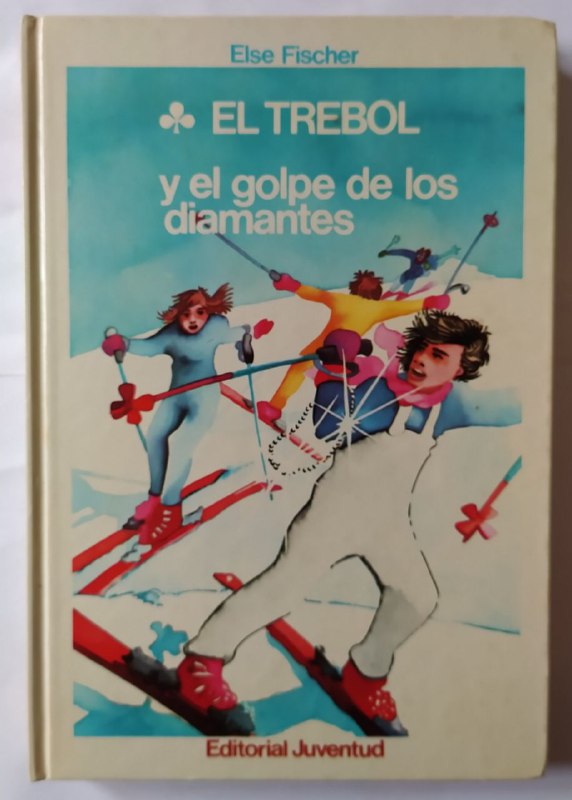 Else Fischer
EL TREBOL
y el golpe de los
diamantes
Editorial Juventud